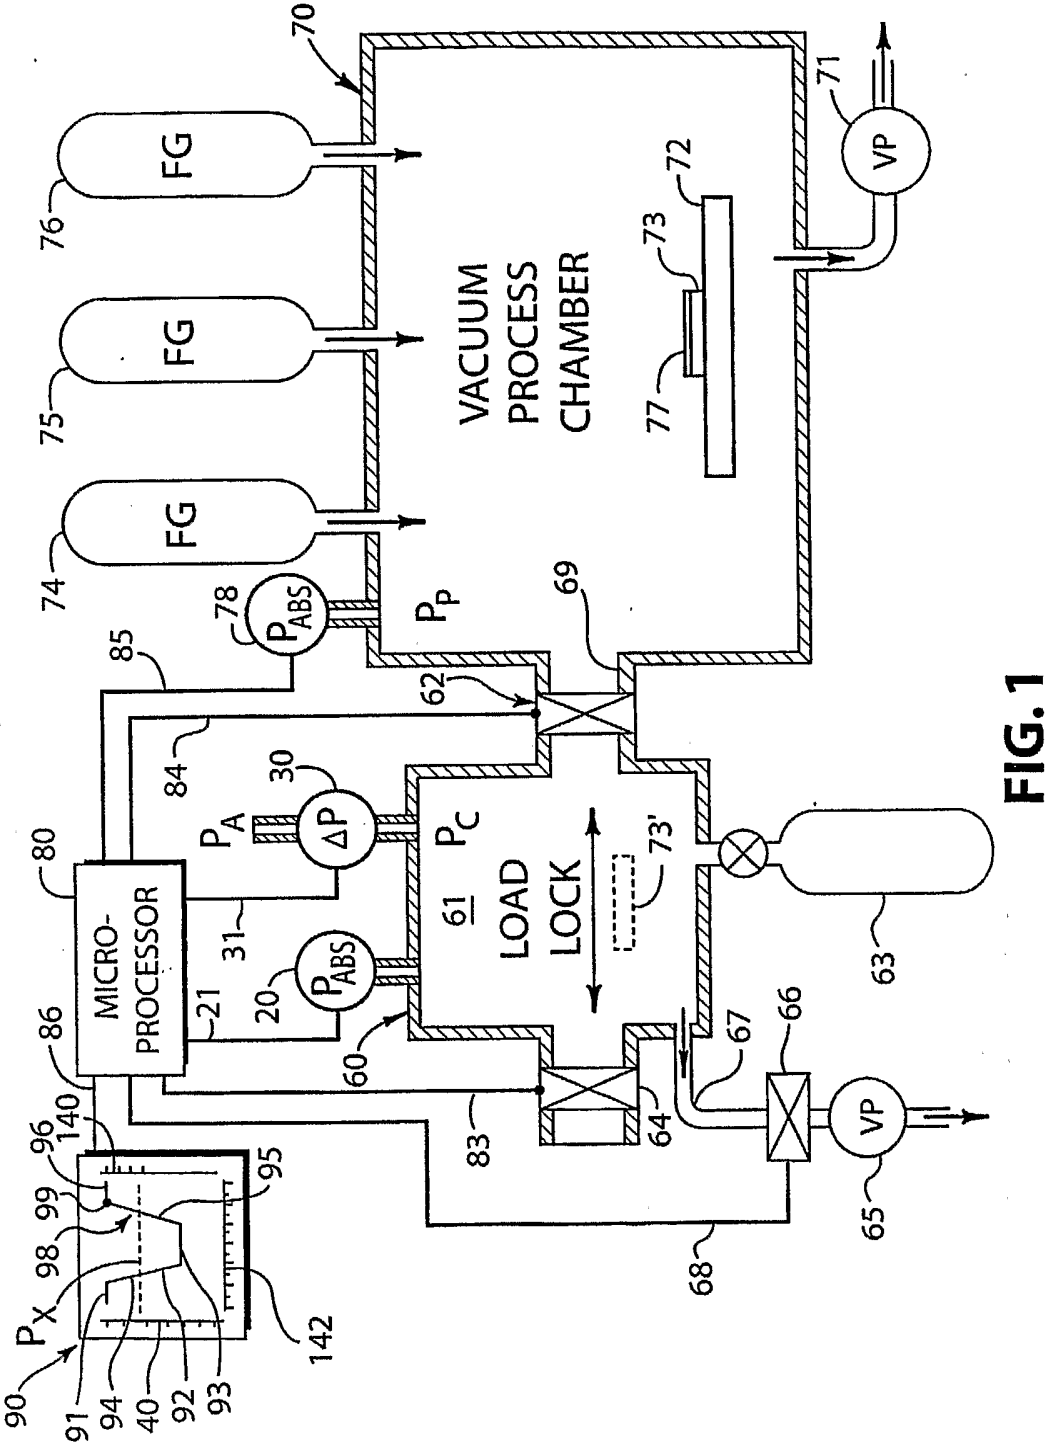 90
P_X
91
94
40
92
93
142
98
99
96
140
95
86
MICRO-
PROCESSOR
80
21
31
83
68
84
85
20
P_ABS
30
ΔP
P_A
P_C
60
61
LOAD
LOCK
73'
62
69
64
67
66
65
VP
63
78
P_ABS
P_P
74
FG
75
FG
76
FG
70
VACUUM
PROCESS
CHAMBER
77
73
72
71
VP
FIG. 1